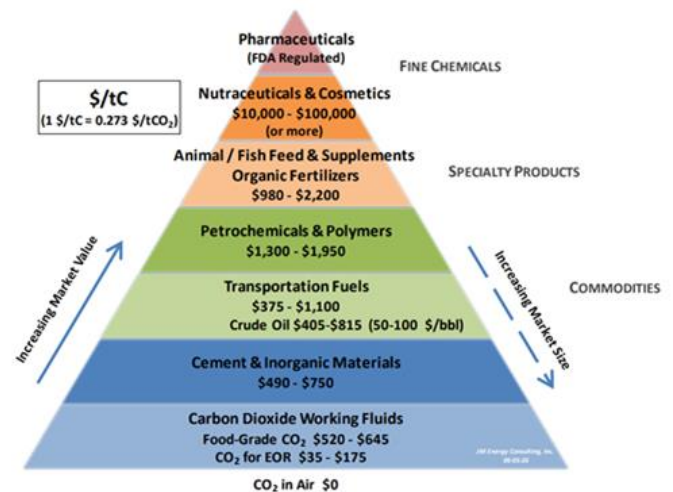 Pharmaceuticals
(FDA Regulated)
FINE CHEMICALS
$/tC
(1 $/tC = 0.273 $/tCO₂)
Nutraceuticals & Cosmetics
$10,000 - $100,000
(or more)
Animal / Fish Feed & Supplements
Organic Fertilizers
$980 - $2,200
SPECIALTY PRODUCTS
Petrochemicals & Polymers
$1,300 - $1,950
Increasing Market Value
Increasing Market Size
Transportation Fuels
$375 - $1,100
Crude Oil $405-$815 (50-100 $/bbl)
COMMODITIES
Cement & Inorganic Materials
$490 - $750
Carbon Dioxide Working Fluids
Food-Grade CO₂ $520 - $645
CO₂ for EOR $35 - $175
Energy Consulting, Inc.
CO₂ in Air $0